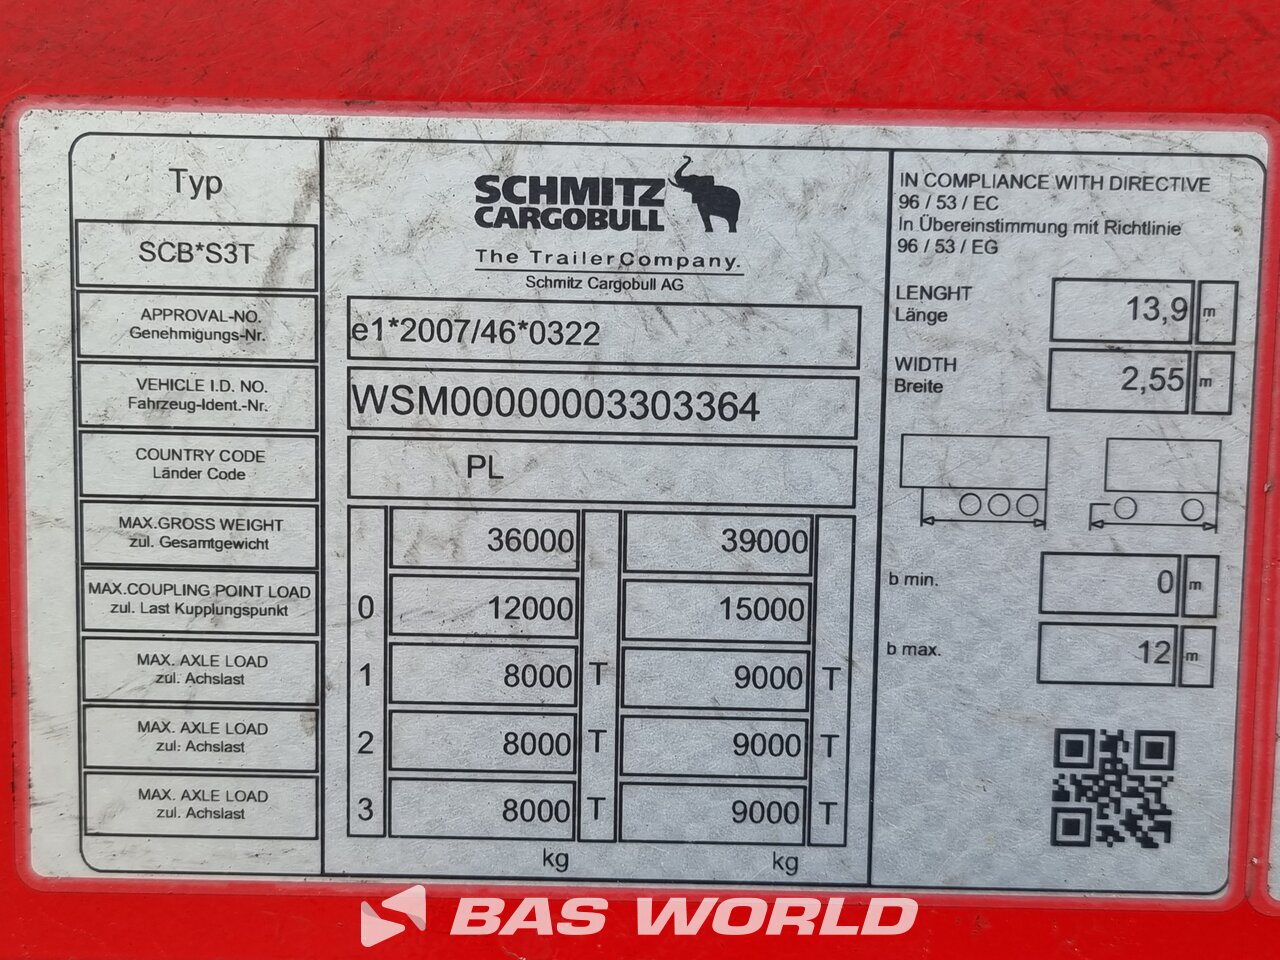 Typ
SCB*S3T
APPROVAL-NO.
Genehmigungs-Nr.
VEHICLE I.D. NO.
Fahrzeug-Ident.-Nr.
COUNTRY CODE
Länder Code
MAX.GROSS WEIGHT
zul. Gesamtgewicht
MAX.COUPLING POINT LOAD
zul. Last Kupplungspunkt
MAX. AXLE LOAD
zul. Achslast
MAX. AXLE LOAD
zul. Achslast
MAX. AXLE LOAD
zul. Achslast
SCHMITZ
CARGOBULL
The Trailer Company.
Schmitz Cargobull AG
e1*2007/46*0322
WSM00000003303364
PL
36000 39000
0 12000 15000
1 8000 T 9000 T
2 8000 T 9000 T
3 8000 T 9000 T
kg kg
IN COMPLIANCE WITH DIRECTIVE
96 / 53 / EC
In Übereinstimmung mit Richtlinie
96 / 53 / EG
LENGHT
Länge
13,9 m
WIDTH
Breite
2,55 m
b min. 0 m
b max. 12 m
BAS WORLD